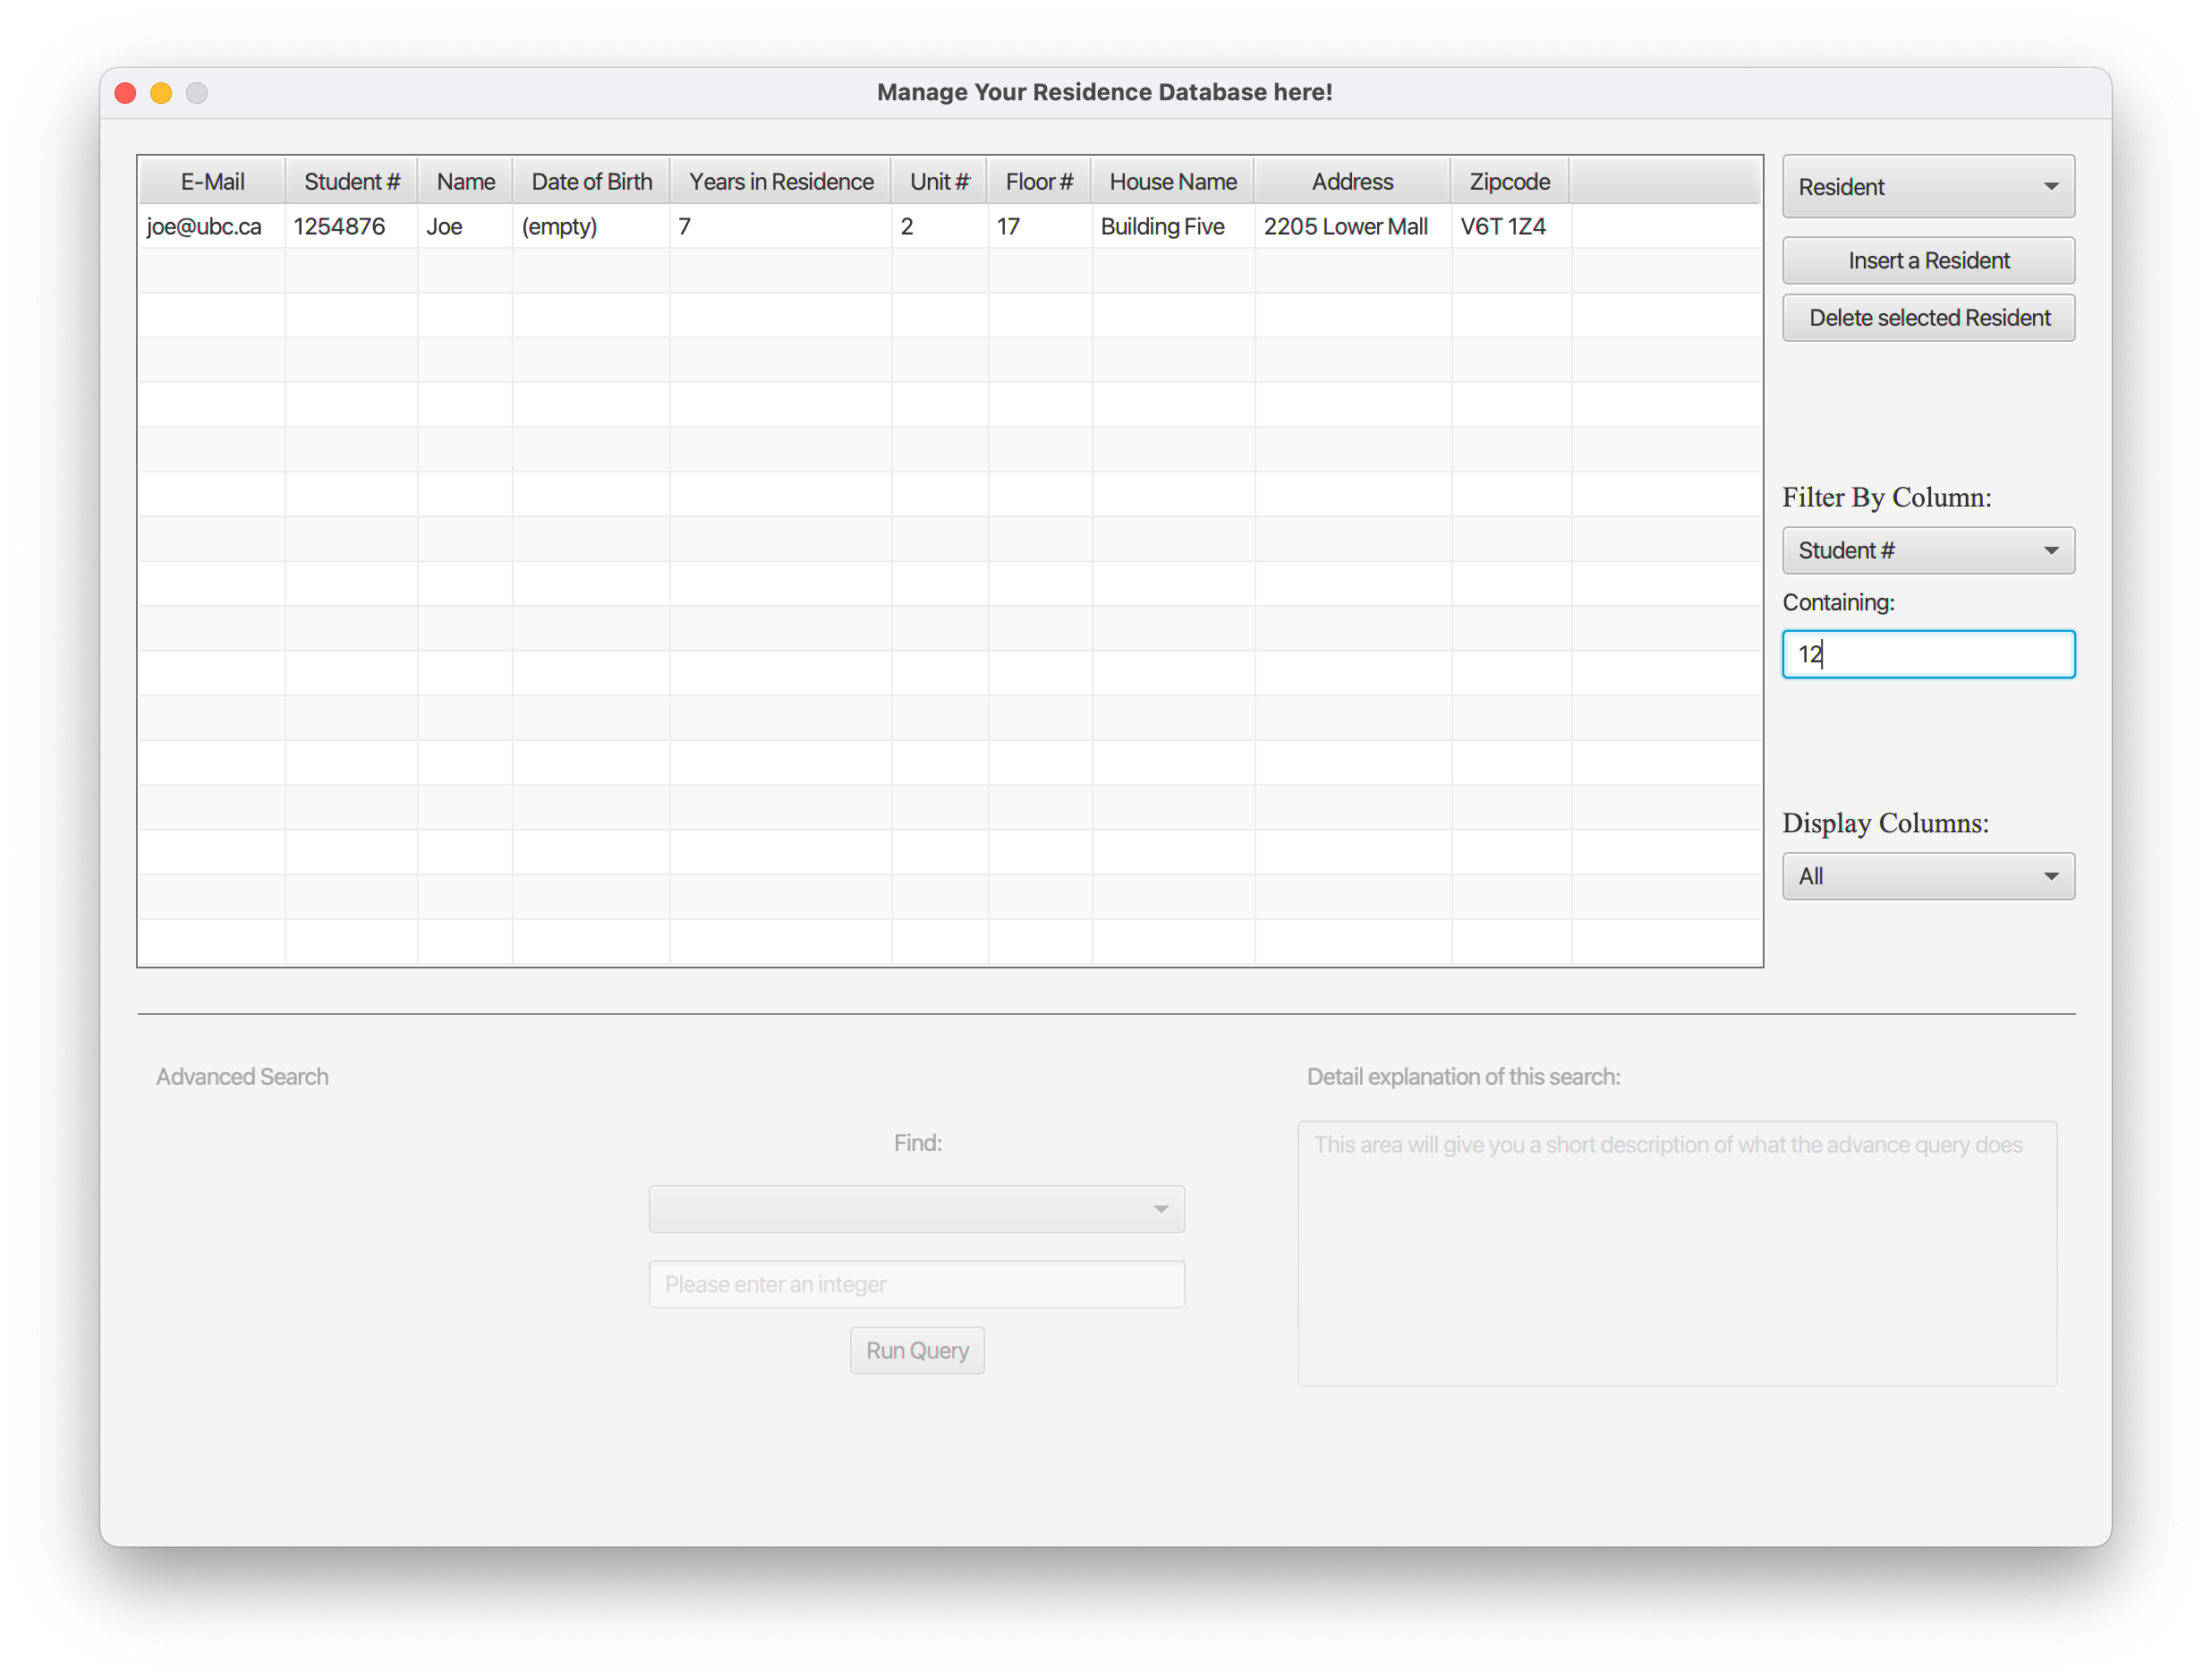 Manage Your Residence Database here!
E-Mail Student # Name Date of Birth Years in Residence Unit # Floor # House Name Address Zipcode
joe@ubc.ca 1254876 Joe (empty) 7 2 17 Building Five 2205 Lower Mall V6T 1Z4
Resident
Insert a Resident
Delete selected Resident
Filter By Column:
Student #
Containing:
12
Display Columns:
All
Advanced Search
Find:
Please enter an integer
Run Query
Detail explanation of this search:
This area will give you a short description of what the advance query does